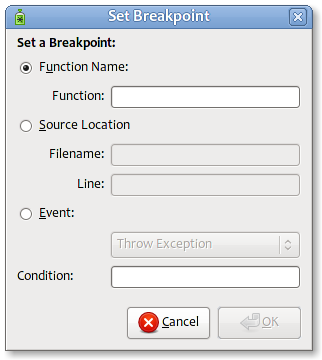 Set Breakpoint
Set a Breakpoint:
Function Name:
Function:
Source Location
Filename:
Line:
Event:
Throw Exception
Condition:
Cancel
OK